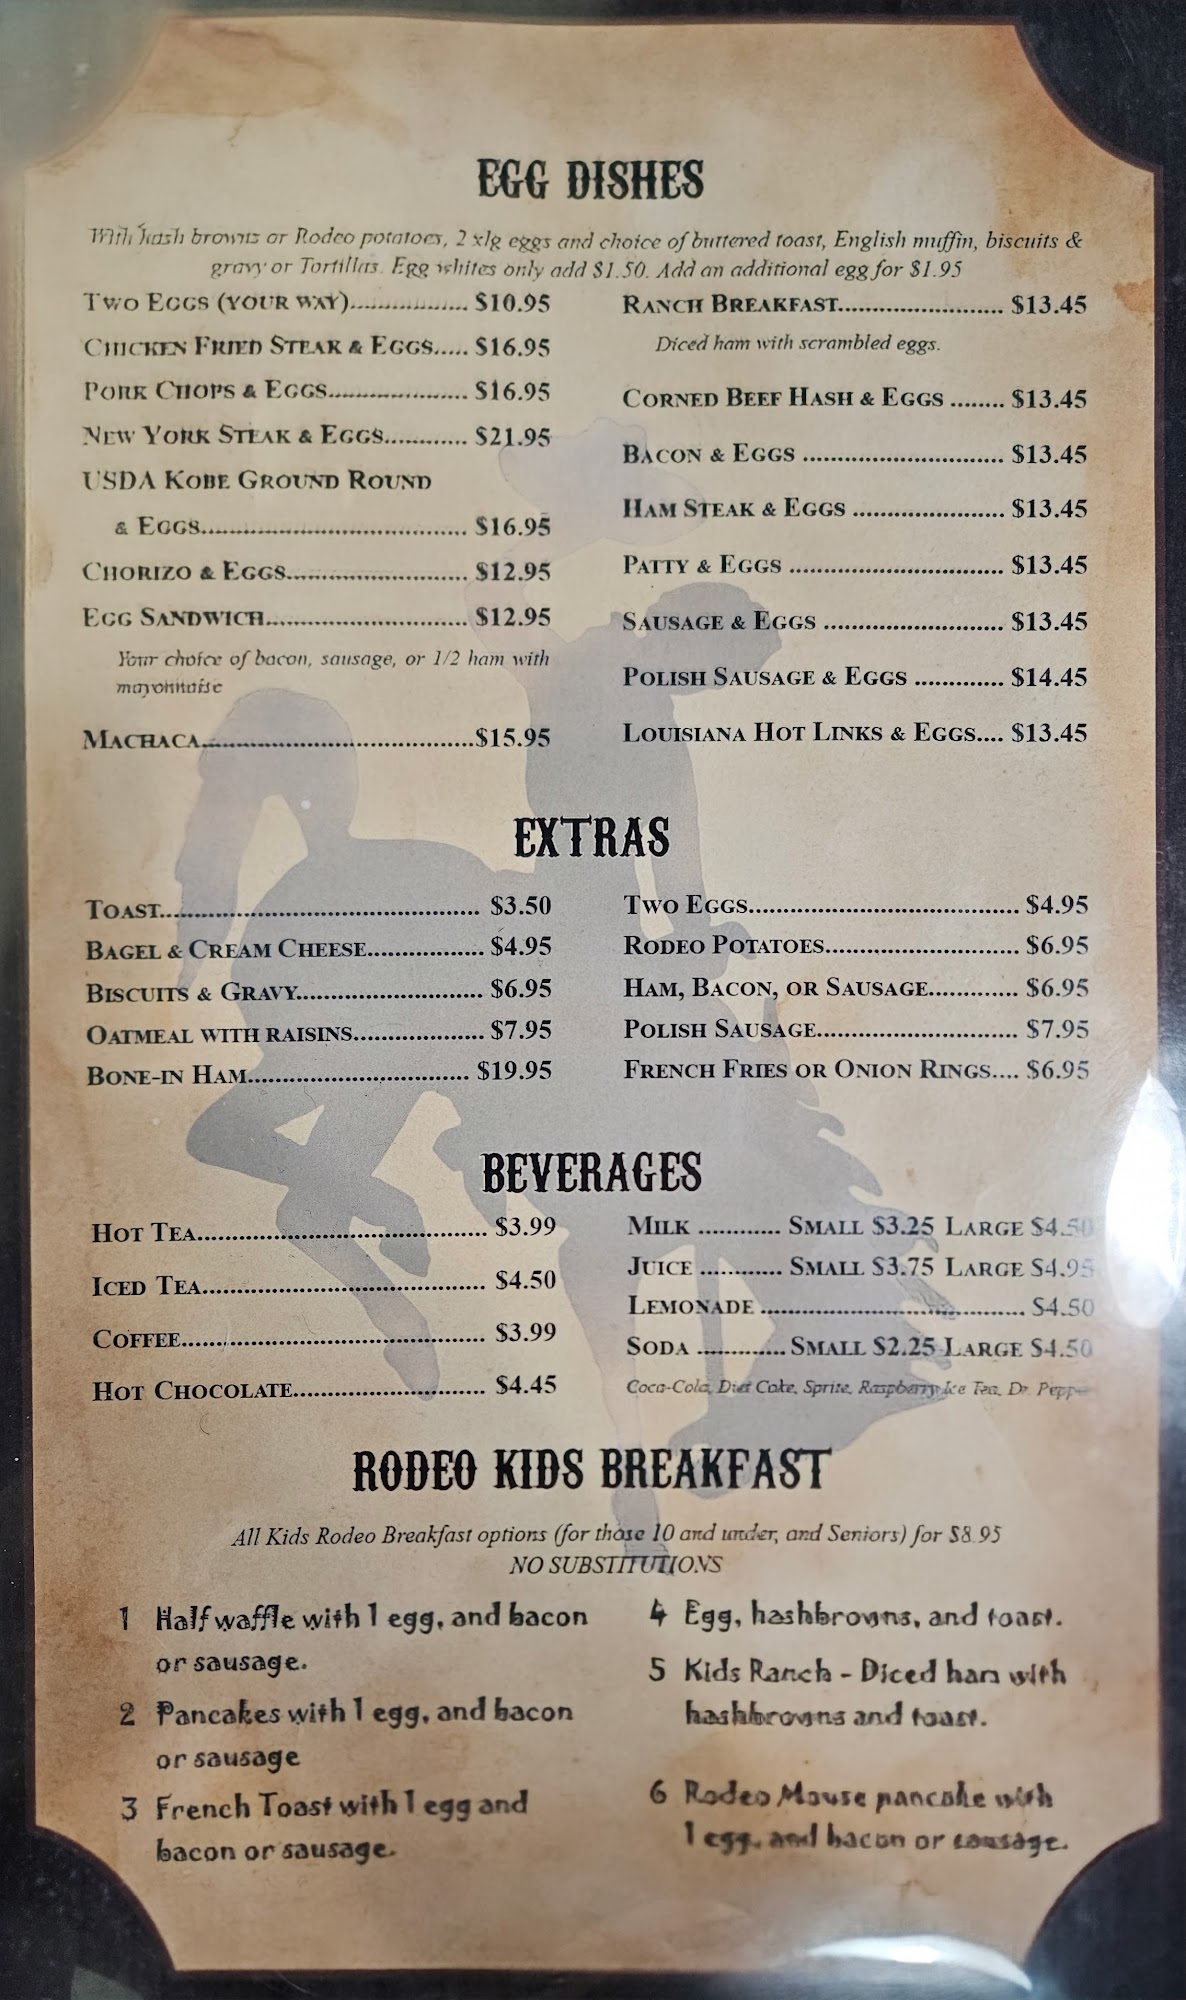 EGG DISHES
With hash browns or Rodeo potatoes, 2 xlg eggs and choice of buttered toast, English muffin, biscuits &
gravy or Tortillas. Egg whites only add $1.50. Add an additional egg for $1.95
TWO EGGS (YOUR WAY)................. $10.95
CHICKEN FRIED STEAK & EGGS..... $16.95
PORK CHOPS & EGGS.................... $16.95
NEW YORK STEAK & EGGS............ $21.95
USDA KOBE GROUND ROUND
& EGGS...................................... $16.95
CHORIZO & EGGS.......................... $12.95
EGG SANDWICH............................. $12.95
Your choice of bacon, sausage, or 1/2 ham with
mayonnaise
MACHACA.......................................$15.95
RANCH BREAKFAST........................ $13.45
Diced ham with scrambled eggs.
CORNED BEEF HASH & EGGS ........ $13.45
BACON & EGGS ............................. $13.45
HAM STEAK & EGGS ...................... $13.45
PATTY & EGGS ............................... $13.45
SAUSAGE & EGGS .......................... $13.45
POLISH SAUSAGE & EGGS ............. $14.45
LOUISIANA HOT LINKS & EGGS.... $13.45
EXTRAS
TOAST.............................................. $3.50
BAGEL & CREAM CHEESE................. $4.95
BISCUITS & GRAVY........................... $6.95
OATMEAL WITH RAISINS................... $7.95
BONE-IN HAM................................ $19.95
TWO EGGS....................................... $4.95
RODEO POTATOES............................ $6.95
HAM, BACON, OR SAUSAGE............. $6.95
POLISH SAUSAGE............................. $7.95
FRENCH FRIES OR ONION RINGS.... $6.95
BEVERAGES
HOT TEA.......................................... $3.99
ICED TEA......................................... $4.50
COFFEE............................................ $3.99
HOT CHOCOLATE............................ $4.45
MILK ............ SMALL $3.25 LARGE $4.50
JUICE ............ SMALL $3.75 LARGE $4.95
LEMONADE ...................................... $4.50
SODA ............. SMALL $2.25 LARGE $4.50
Coca-Cola, Diet Coke, Sprite, Raspberry Ice Tea, Dr. Pepper
RODEO KIDS BREAKFAST
All Kids Rodeo Breakfast options (for those 10 and under, and Seniors) for $8.95
NO SUBSTITUTIONS
1 Half waffle with 1 egg, and bacon
or sausage.
2 Pancakes with 1 egg, and bacon
or sausage
3 French Toast with 1 egg and
bacon or sausage.
4 Egg, hashbrowns, and toast.
5 Kids Ranch - Diced ham with
hashbrowns and toast.
6 Rodeo Mouse pancake with
1 egg, and bacon or sausage.